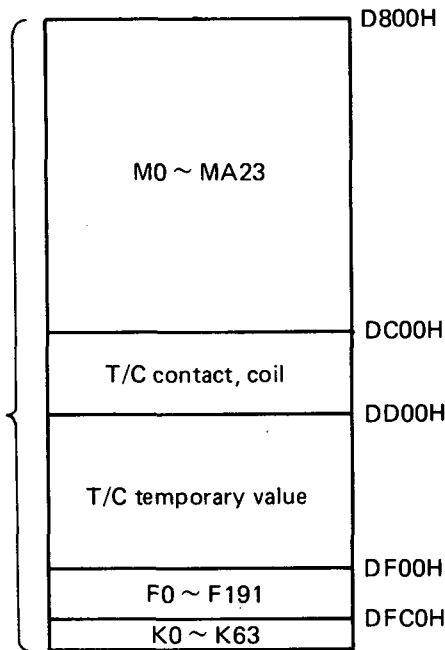 D800H
M0 ~ MA23
DC00H
T/C contact, coil
DD00H
T/C temporary value
DF00H
F0 ~ F191
DFC0H
K0 ~ K63